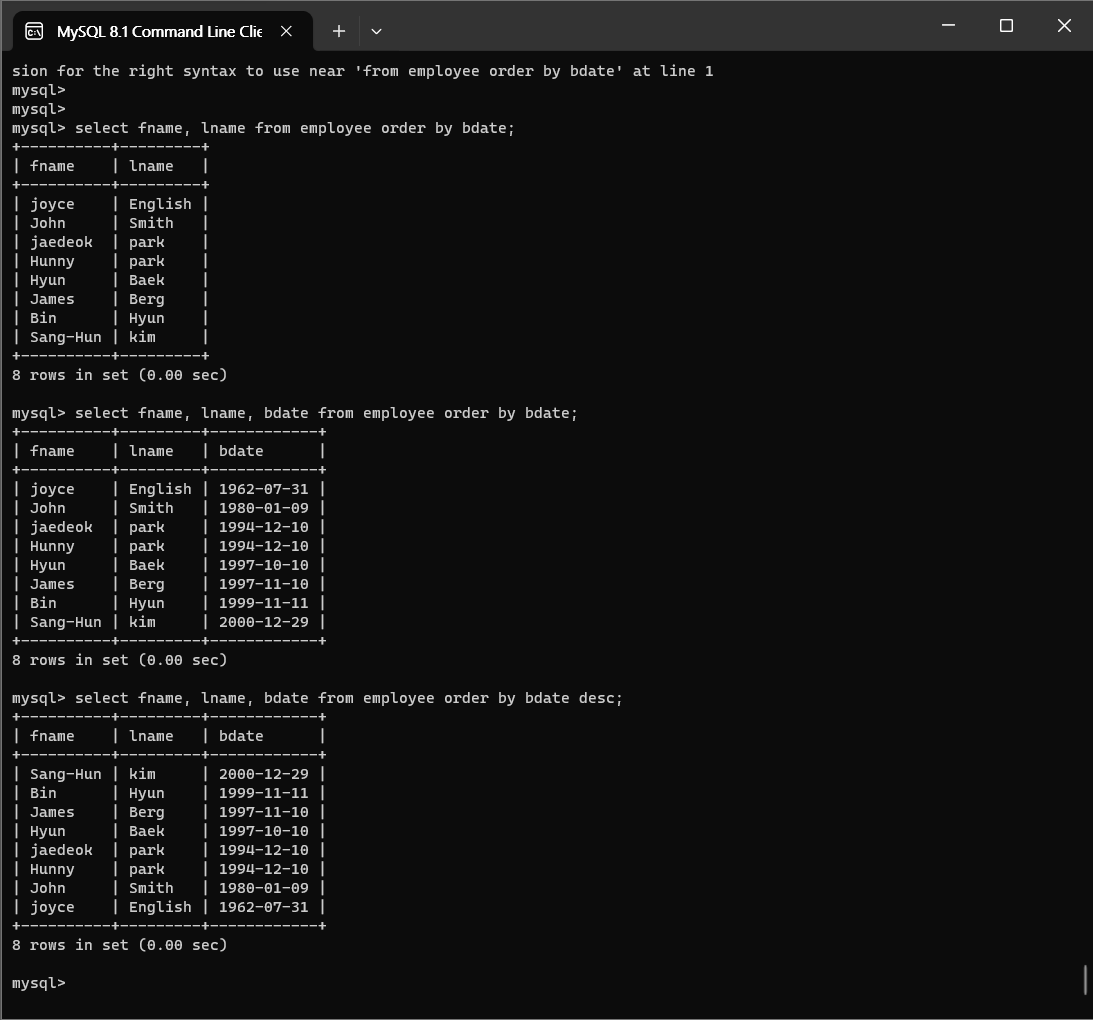 MySQL 8.1 Command Line Clie
sion for the right syntax to use near 'from employee order by bdate' at line 1
mysql>
mysql>
mysql> select fname, lname from employee order by bdate;
+----------+---------+
| fname    | lname   |
+----------+---------+
| joyce    | English |
| John     | Smith   |
| jaedeok  | park    |
| Hunny    | park    |
| Hyun     | Baek    |
| James    | Berg    |
| Bin      | Hyun    |
| Sang-Hun | kim     |
+----------+---------+
8 rows in set (0.00 sec)

mysql> select fname, lname, bdate from employee order by bdate;
+----------+---------+------------+
| fname    | lname   | bdate      |
+----------+---------+------------+
| joyce    | English | 1962-07-31 |
| John     | Smith   | 1980-01-09 |
| jaedeok  | park    | 1994-12-10 |
| Hunny    | park    | 1994-12-10 |
| Hyun     | Baek    | 1997-10-10 |
| James    | Berg    | 1997-11-10 |
| Bin      | Hyun    | 1999-11-11 |
| Sang-Hun | kim     | 2000-12-29 |
+----------+---------+------------+
8 rows in set (0.00 sec)

mysql> select fname, lname, bdate from employee order by bdate desc;
+----------+---------+------------+
| fname    | lname   | bdate      |
+----------+---------+------------+
| Sang-Hun | kim     | 2000-12-29 |
| Bin      | Hyun    | 1999-11-11 |
| James    | Berg    | 1997-11-10 |
| Hyun     | Baek    | 1997-10-10 |
| jaedeok  | park    | 1994-12-10 |
| Hunny    | park    | 1994-12-10 |
| John     | Smith   | 1980-01-09 |
| joyce    | English | 1962-07-31 |
+----------+---------+------------+
8 rows in set (0.00 sec)

mysql>